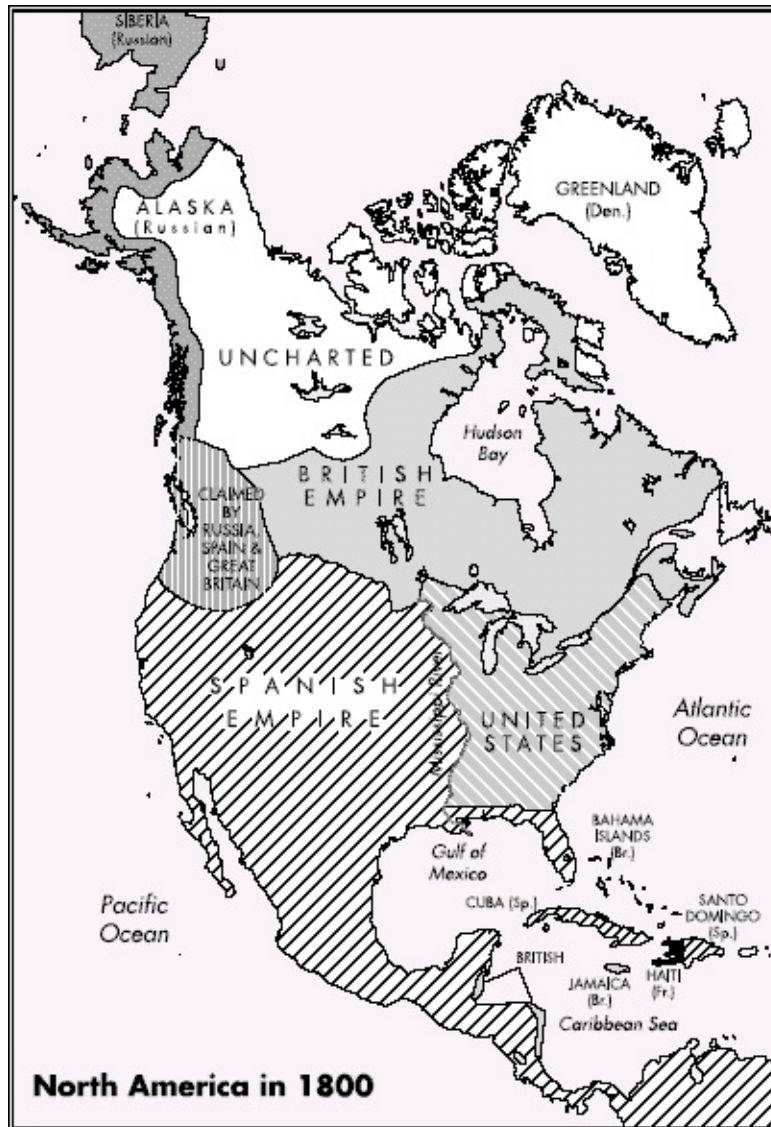 SIBERIA
(Russian)
U
S
ALASKA
(Russian)
GREENLAND
(Den.)
UNCHARTED
Hudson
Bay
BRITISH
EMPIRE
CLAIMED
BY
RUSSIA,
SPAIN &
GREAT
BRITAIN
SPANISH
EMPIRE
Mississippi River
UNITED
STATES
Atlantic
Ocean
Gulf of
Mexico
BAHAMA
ISLANDS
(Br.)
Pacific
Ocean
CUBA (Sp.)
SANTO
DOMINGO
(Sp.)
BRITISH
JAMAICA
(Br.)
HAITI
(Fr.)
Caribbean Sea
North America in 1800